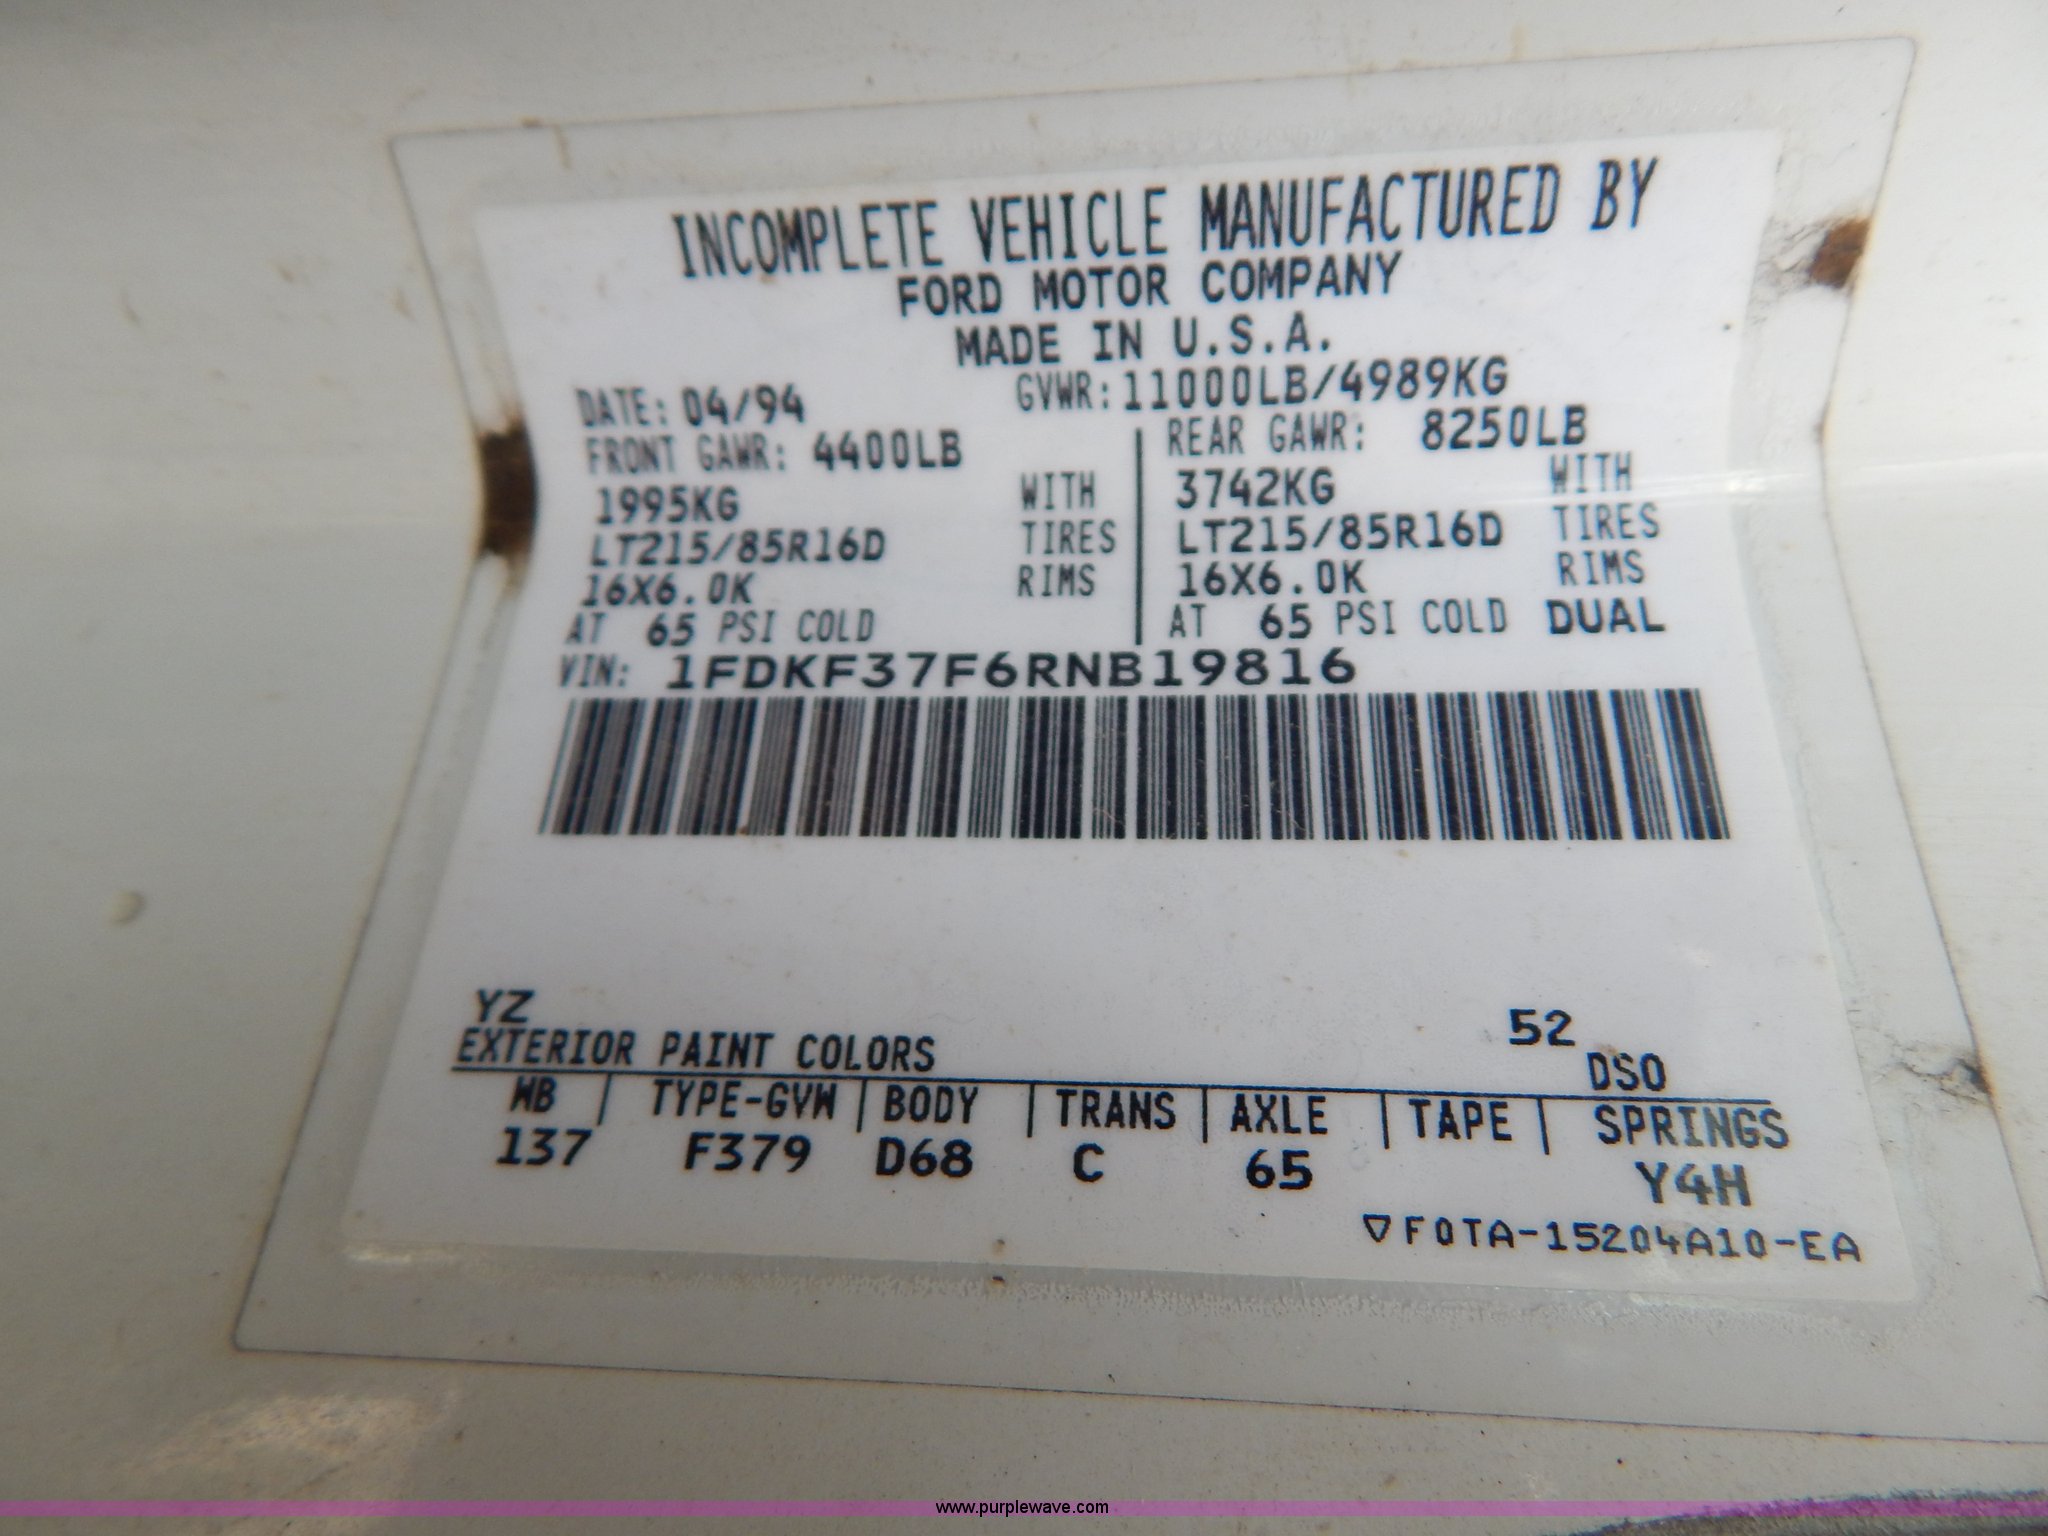 INCOMPLETE VEHICLE MANUFACTURED BY
FORD MOTOR COMPANY
MADE IN U.S.A.
DATE: 04/94 GVWR: 11000LB/4989KG
FRONT GAWR: 4400LB REAR GAWR: 8250LB
1995KG WITH 3742KG WITH
LT215/85R16D TIRES LT215/85R16D TIRES
16X6.0K RIMS 16X6.0K RIMS
AT 65 PSI COLD AT 65 PSI COLD DUAL
VIN: 1FDKF37F6RNB19816
YZ 52
EXTERIOR PAINT COLORS DSO
WB | TYPE-GVW | BODY | TRANS | AXLE | TAPE | SPRINGS
137 F379 D68 C 65 Y4H
▽F0TA-15204A10-EA
www.purplewave.com